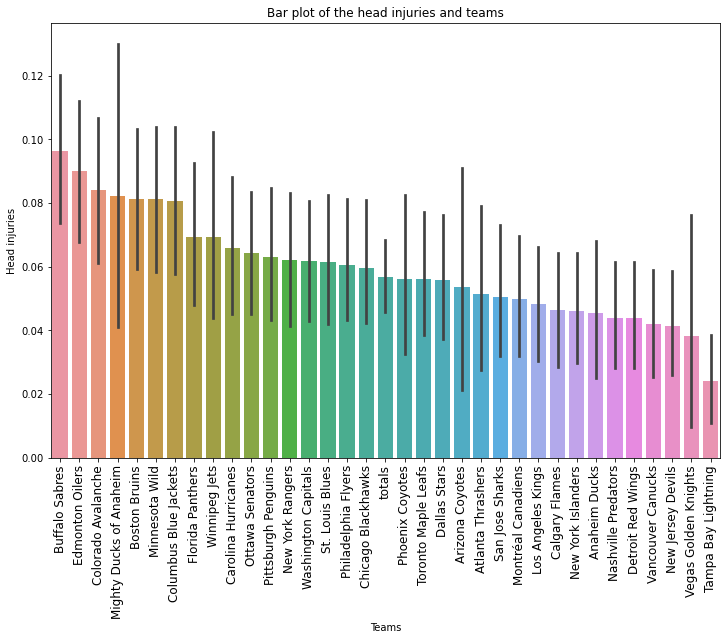 Bar plot of the head injuries and teams
Head injuries
0.12
0.10
0.08
0.06
0.04
0.02
0.00
Buffalo Sabres
Edmonton Oilers
Colorado Avalanche
Mighty Ducks of Anaheim
Boston Bruins
Minnesota Wild
Columbus Blue Jackets
Florida Panthers
Winnipeg Jets
Carolina Hurricanes
Ottawa Senators
Pittsburgh Penguins
New York Rangers
Washington Capitals
St. Louis Blues
Philadelphia Flyers
Chicago Blackhawks
totals
Phoenix Coyotes
Toronto Maple Leafs
Dallas Stars
Arizona Coyotes
Atlanta Thrashers
San Jose Sharks
Montréal Canadiens
Los Angeles Kings
Calgary Flames
New York Islanders
Anaheim Ducks
Nashville Predators
Detroit Red Wings
Vancouver Canucks
New Jersey Devils
Vegas Golden Knights
Tampa Bay Lightning
Teams